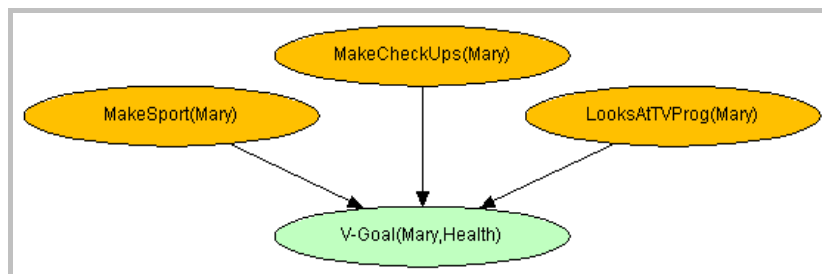 MakeCheckUps(Mary)
MakeSport(Mary)
LooksAtTVProg(Mary)
V-Goal(Mary,Health)